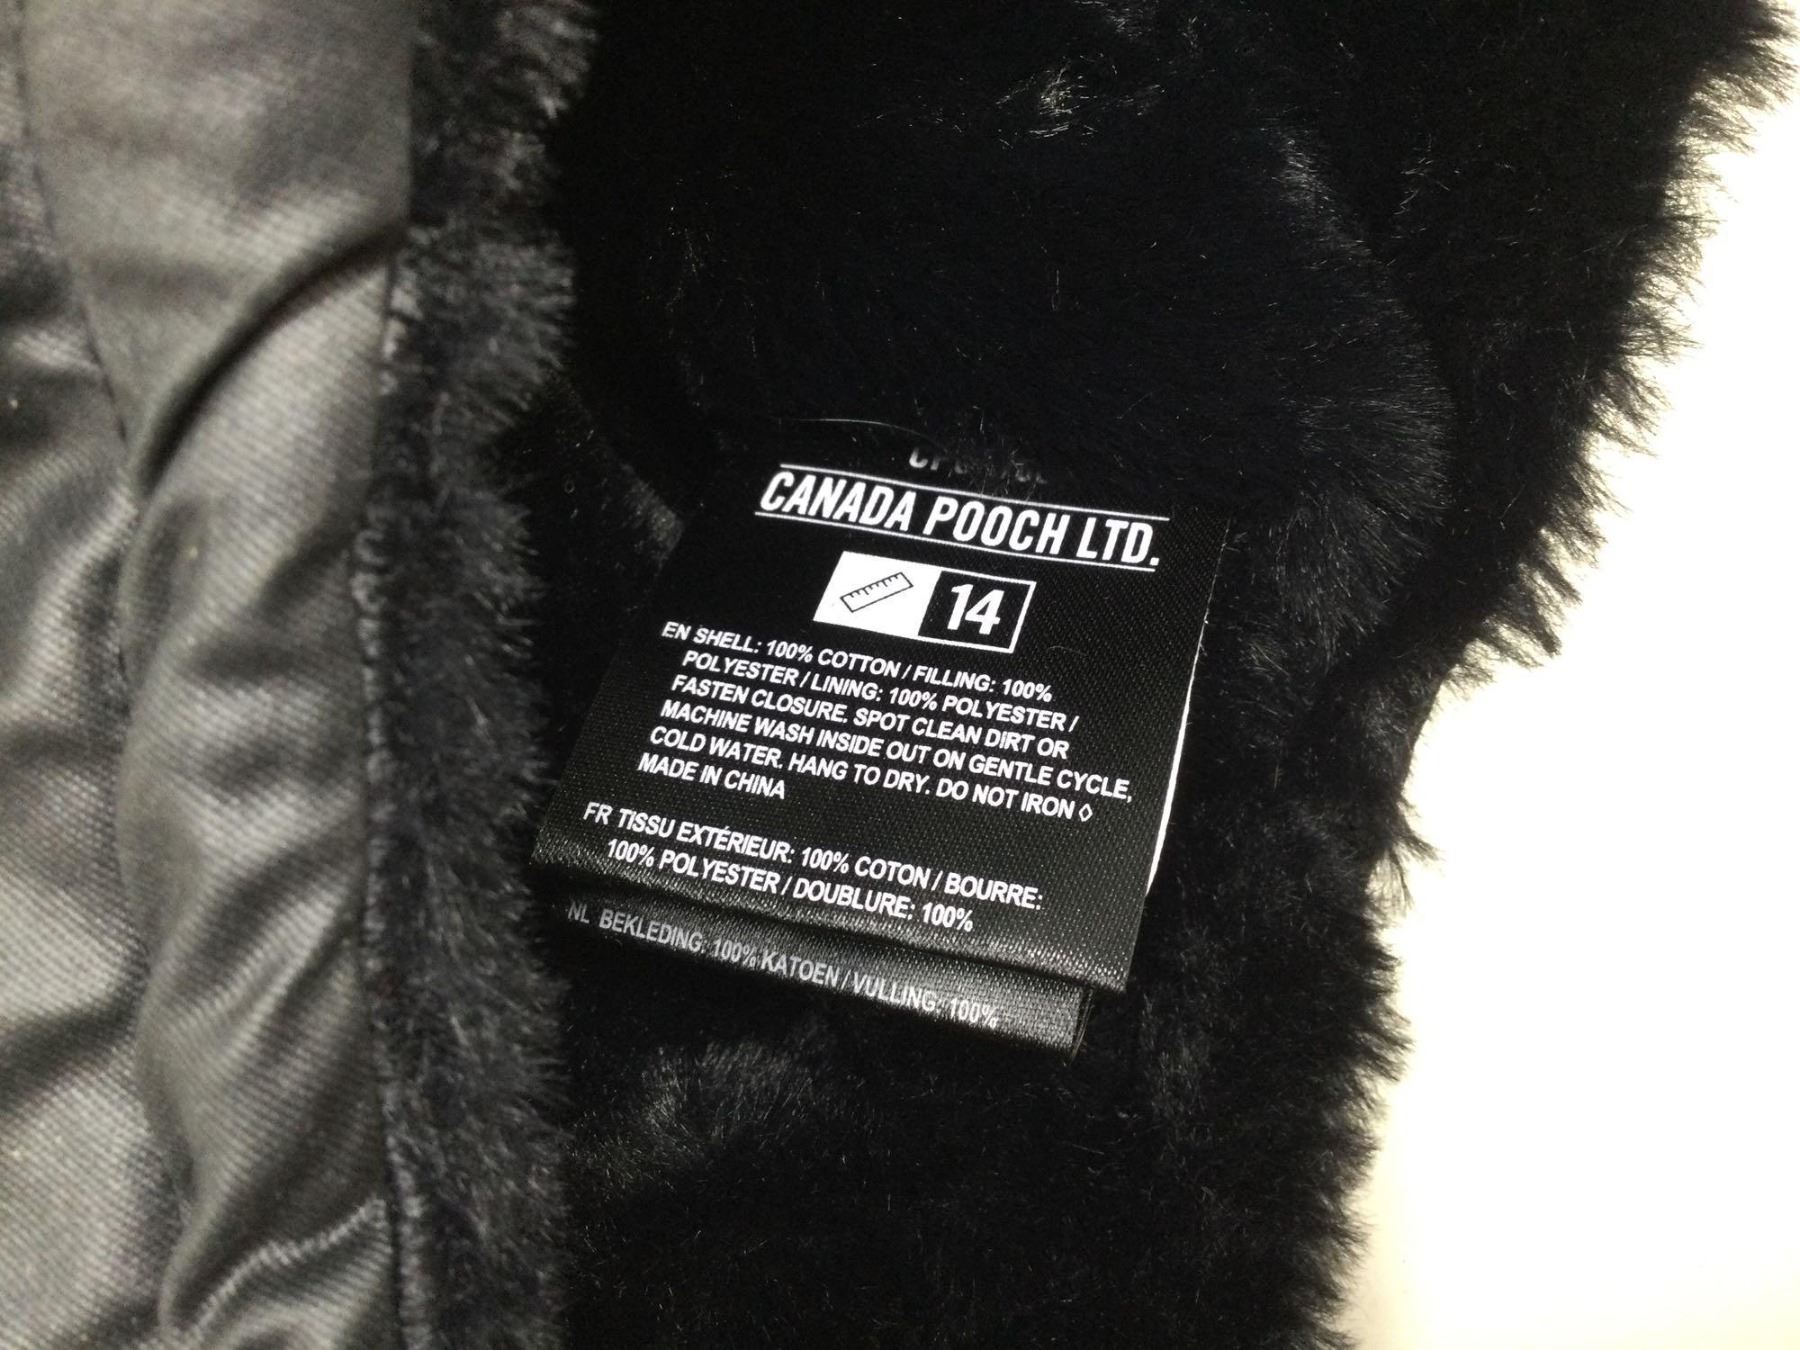 CANADA POOCH LTD.
14
EN SHELL: 100% COTTON / FILLING: 100%
POLYESTER / LINING: 100% POLYESTER /
FASTEN CLOSURE. SPOT CLEAN DIRT OR
MACHINE WASH INSIDE OUT ON GENTLE CYCLE,
COLD WATER. HANG TO DRY. DO NOT IRON ◊
MADE IN CHINA
FR TISSU EXTÉRIEUR: 100% COTON / BOURRE:
100% POLYESTER / DOUBLURE: 100%
NL BEKLEDING: 100% KATOEN / VULLING: 100%